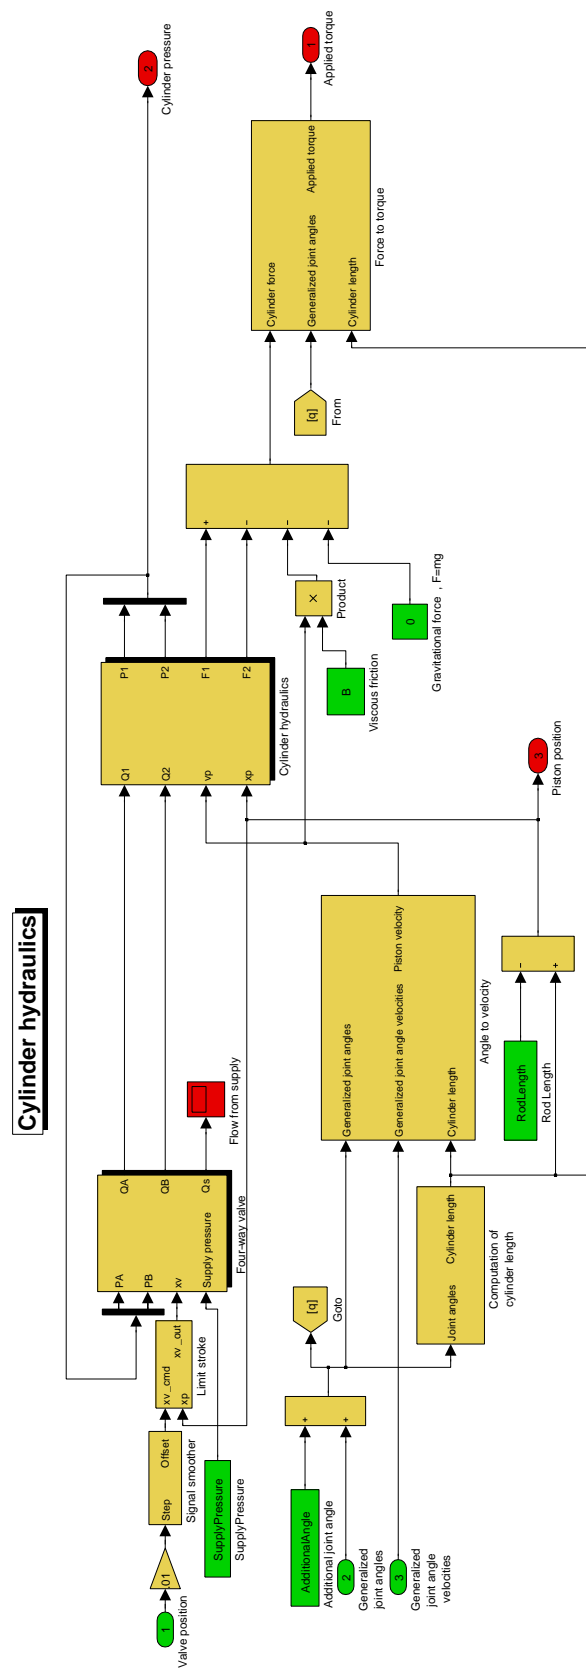 Cylinder hydraulics
1
Valve position
.01
Step
Offset
Signal smoother
SupplyPressure
SupplyPressure
xv_cmd
xp
xv_out
Limit stroke
PA
PB
xv
Supply pressure
QA
QB
Qs
Four-way valve
Flow from supply
Q1
Q2
vp
xp
P1
P2
F1
F2
Cylinder hydraulics
2
Cylinder pressure
AdditionalAngle
Additional joint angle
2
Generalized
joint angles
3
Generalized
joint angle
velocities
+
+
[q]
Goto
Joint angles
Cylinder length
Computation of
cylinder length
Generalized joint angles
Generalized joint angle velocities
Cylinder length
Piston velocity
Angle to velocity
RodLength
Rod Length
-
+
3
Piston position
B
Viscous friction
×
Product
0
Gravitational force , F=mg
+
-
-
-
[q]
From
Cylinder force
Generalized joint angles
Cylinder length
Applied torque
Force to torque
1
Applied torque